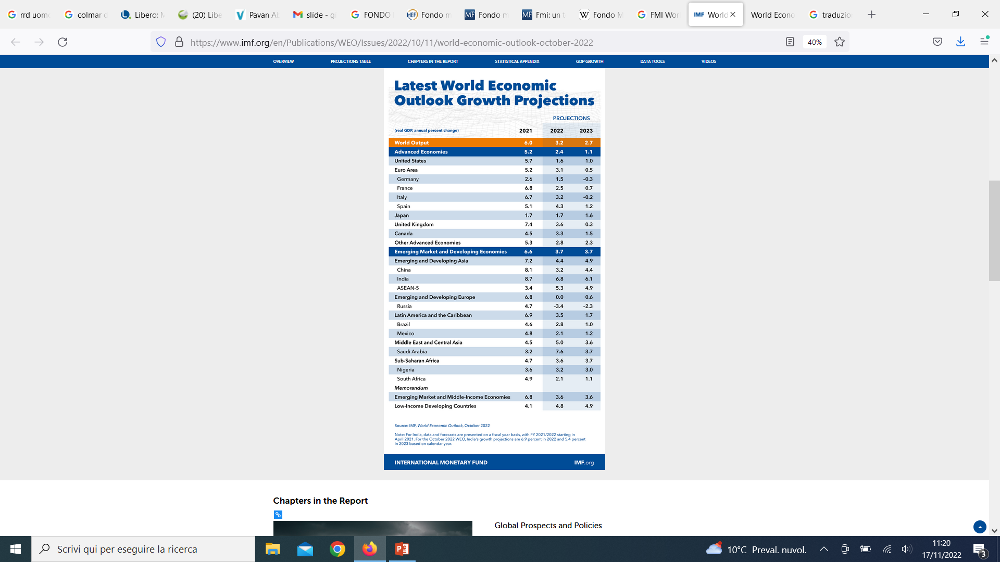 rrd uomo
colmar d
Libero: M
(20) Libe
Pavan Ab
slide - gi
FONDO
Fondo m
Fondo m
Fmi: un t
Fondo M
FMI Wor
IMF World
World Econo
traduzio
https://www.imf.org/en/Publications/WEO/Issues/2022/10/11/world-economic-outlook-october-2022
40%
OVERVIEW PROJECTIONS TABLE CHAPTERS IN THE REPORT STATISTICAL APPENDIX GDP GROWTH DATA TOOLS VIDEOS
Latest World Economic
Outlook Growth Projections
PROJECTIONS
(real GDP, annual percent change) 2021 2022 2023
World Output 6.0 3.2 2.7
Advanced Economies 5.2 2.4 1.1
United States 5.7 1.6 1.0
Euro Area 5.2 3.1 0.5
Germany 2.6 1.5 -0.3
France 6.8 2.5 0.7
Italy 6.7 3.2 -0.2
Spain 5.1 4.3 1.2
Japan 1.7 1.7 1.6
United Kingdom 7.4 3.6 0.3
Canada 4.5 3.3 1.5
Other Advanced Economies 5.3 2.8 2.3
Emerging Market and Developing Economies 6.6 3.7 3.7
Emerging and Developing Asia 7.2 4.4 4.9
China 8.1 3.2 4.4
India 8.7 6.8 6.1
ASEAN-5 3.4 5.3 4.9
Emerging and Developing Europe 6.8 0.0 0.6
Russia 4.7 -3.4 -2.3
Latin America and the Caribbean 6.9 3.5 1.7
Brazil 4.6 2.8 1.0
Mexico 4.8 2.1 1.2
Middle East and Central Asia 4.5 5.0 3.6
Saudi Arabia 3.2 7.6 3.7
Sub-Saharan Africa 4.7 3.6 3.7
Nigeria 3.6 3.2 3.0
South Africa 4.9 2.1 1.1
Memorandum
Emerging Market and Middle-Income Economies 6.8 3.6 3.6
Low-Income Developing Countries 4.1 4.8 4.9
Source: IMF, World Economic Outlook, October 2022
Note: For India, data and forecasts are presented on a fiscal year basis, with FY 2021/2022 starting in
April 2021. For the October 2022 WEO, India's growth projections are 6.9 percent in 2022 and 5.4 percent
in 2023 based on calendar year.
INTERNATIONAL MONETARY FUND IMF.org
Chapters in the Report
Global Prospects and Policies
Scrivi qui per eseguire la ricerca
10°C Preval. nuvol.
11:20
17/11/2022
3